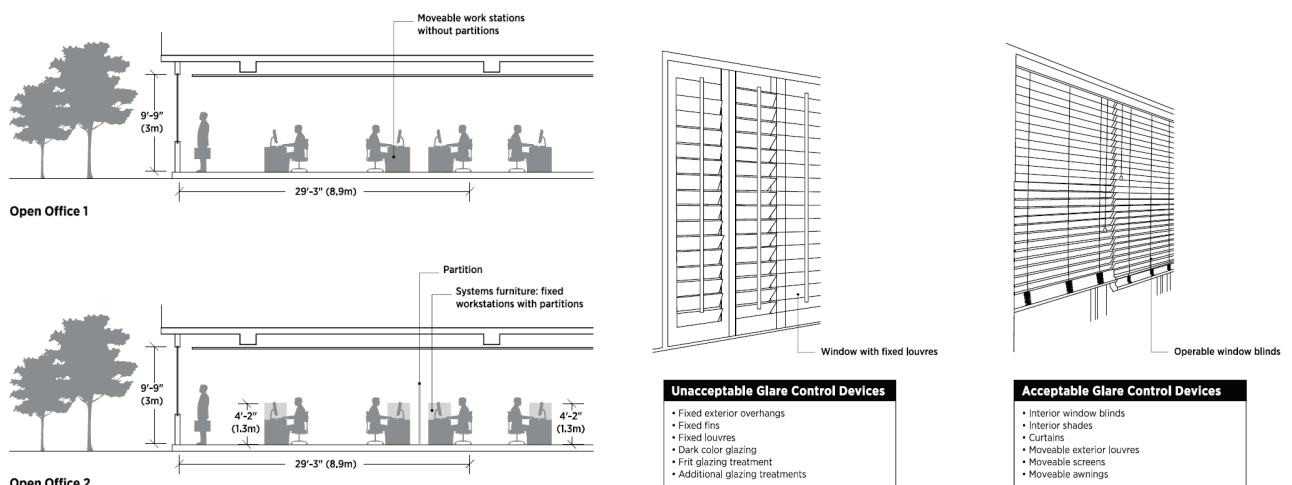 Moveable work stations
without partitions
9'-9"
(3m)
29'-3" (8,9m)
Open Office 1
Partition
Systems furniture: fixed
workstations with partitions
9'-9"
(3m)
4'-2"
(1.3m)
4'-2"
(1.3m)
29'-3" (8,9m)
Open Office 2
Window with fixed louvres
Unacceptable Glare Control Devices
• Fixed exterior overhangs
• Fixed fins
• Fixed louvres
• Dark color glazing
• Frit glazing treatment
• Additional glazing treatments
Operable window blinds
Acceptable Glare Control Devices
• Interior window blinds
• Interior shades
• Curtains
• Moveable exterior louvres
• Moveable screens
• Moveable awnings